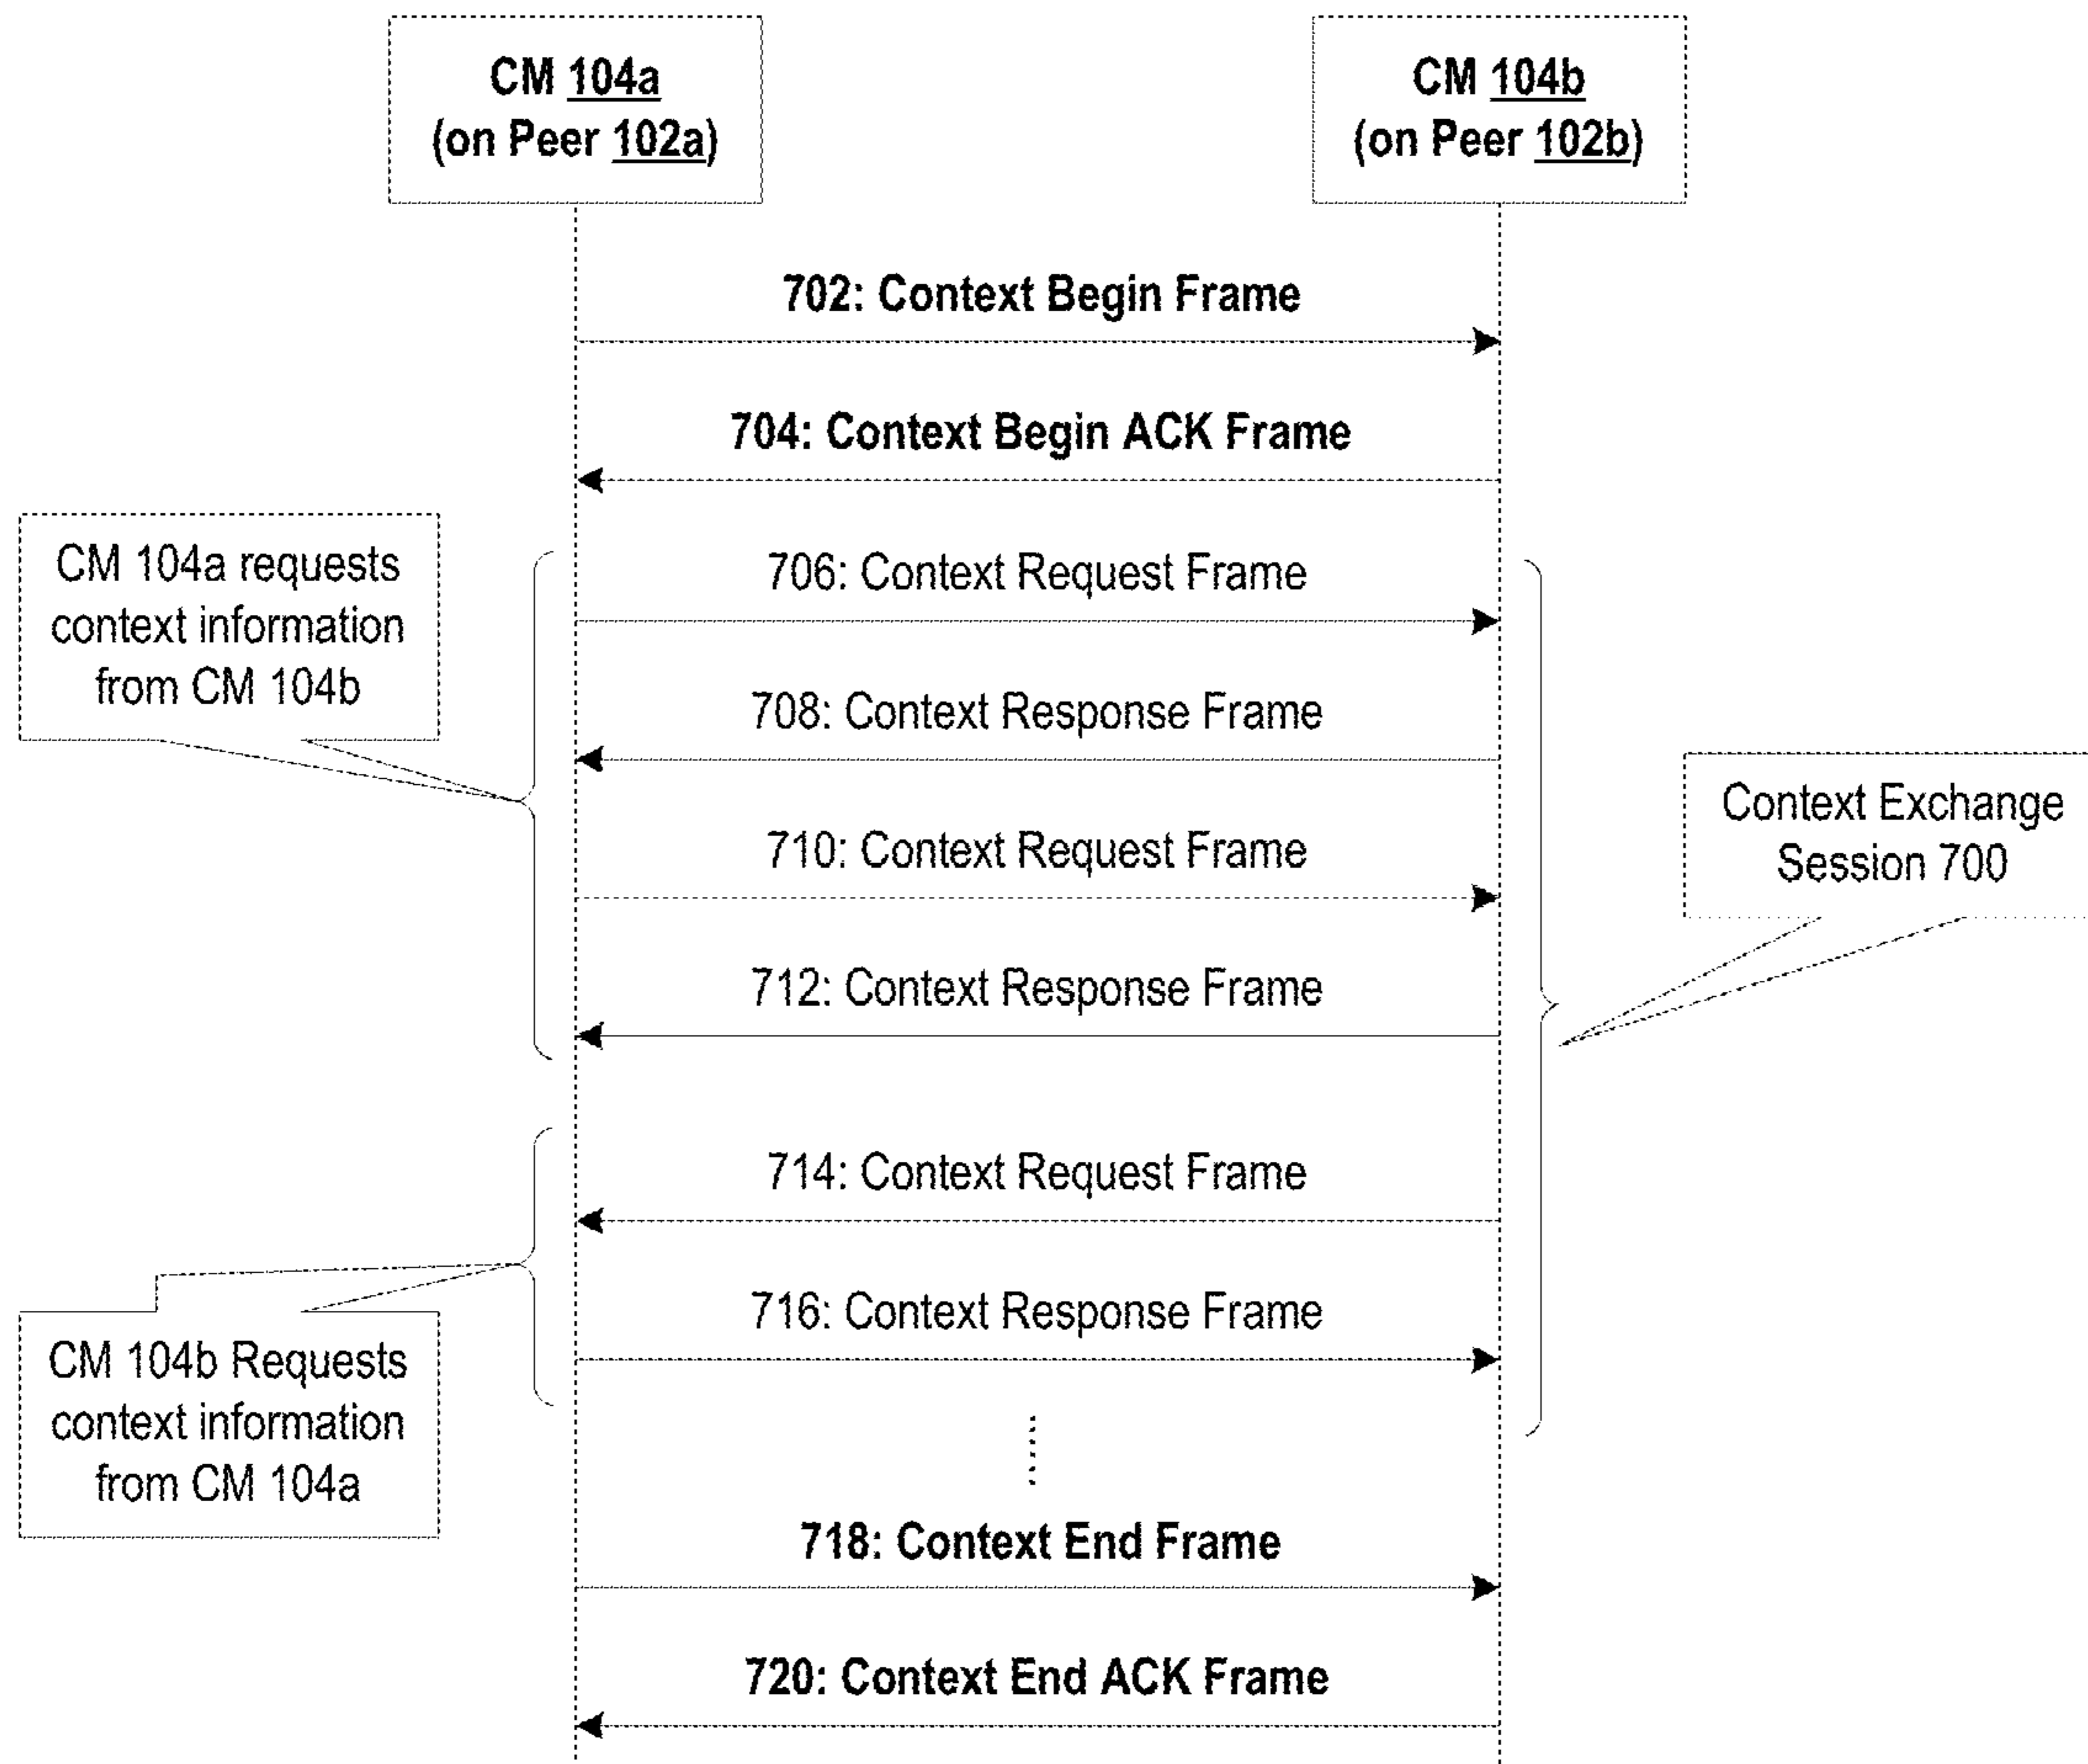 CM 104a
(on Peer 102a)
CM 104b
(on Peer 102b)
702: Context Begin Frame
704: Context Begin ACK Frame
CM 104a requests
context information
from CM 104b
706: Context Request Frame
708: Context Response Frame
710: Context Request Frame
712: Context Response Frame
Context Exchange
Session 700
714: Context Request Frame
716: Context Response Frame
CM 104b Requests
context information
from CM 104a
718: Context End Frame
720: Context End ACK Frame